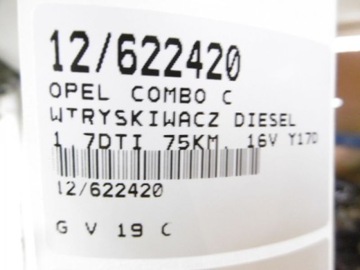 12/622420
OPEL COMBO C
WTRYSKIWACZ DIESEL
1.7DTI 75KM. 16V Y17D
12/622420
G V 19 C